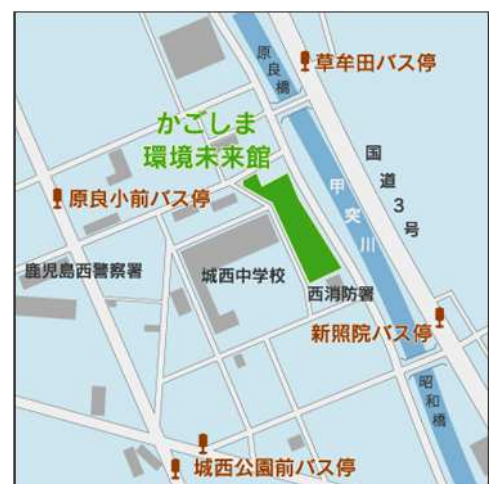 原良橋
草牟田バス停
かごしま
環境未来館
国道3号
甲突川
原良小前バス停
鹿児島西警察署
城西中学校
西消防署
新照院バス停
昭和橋
城西公園前バス停